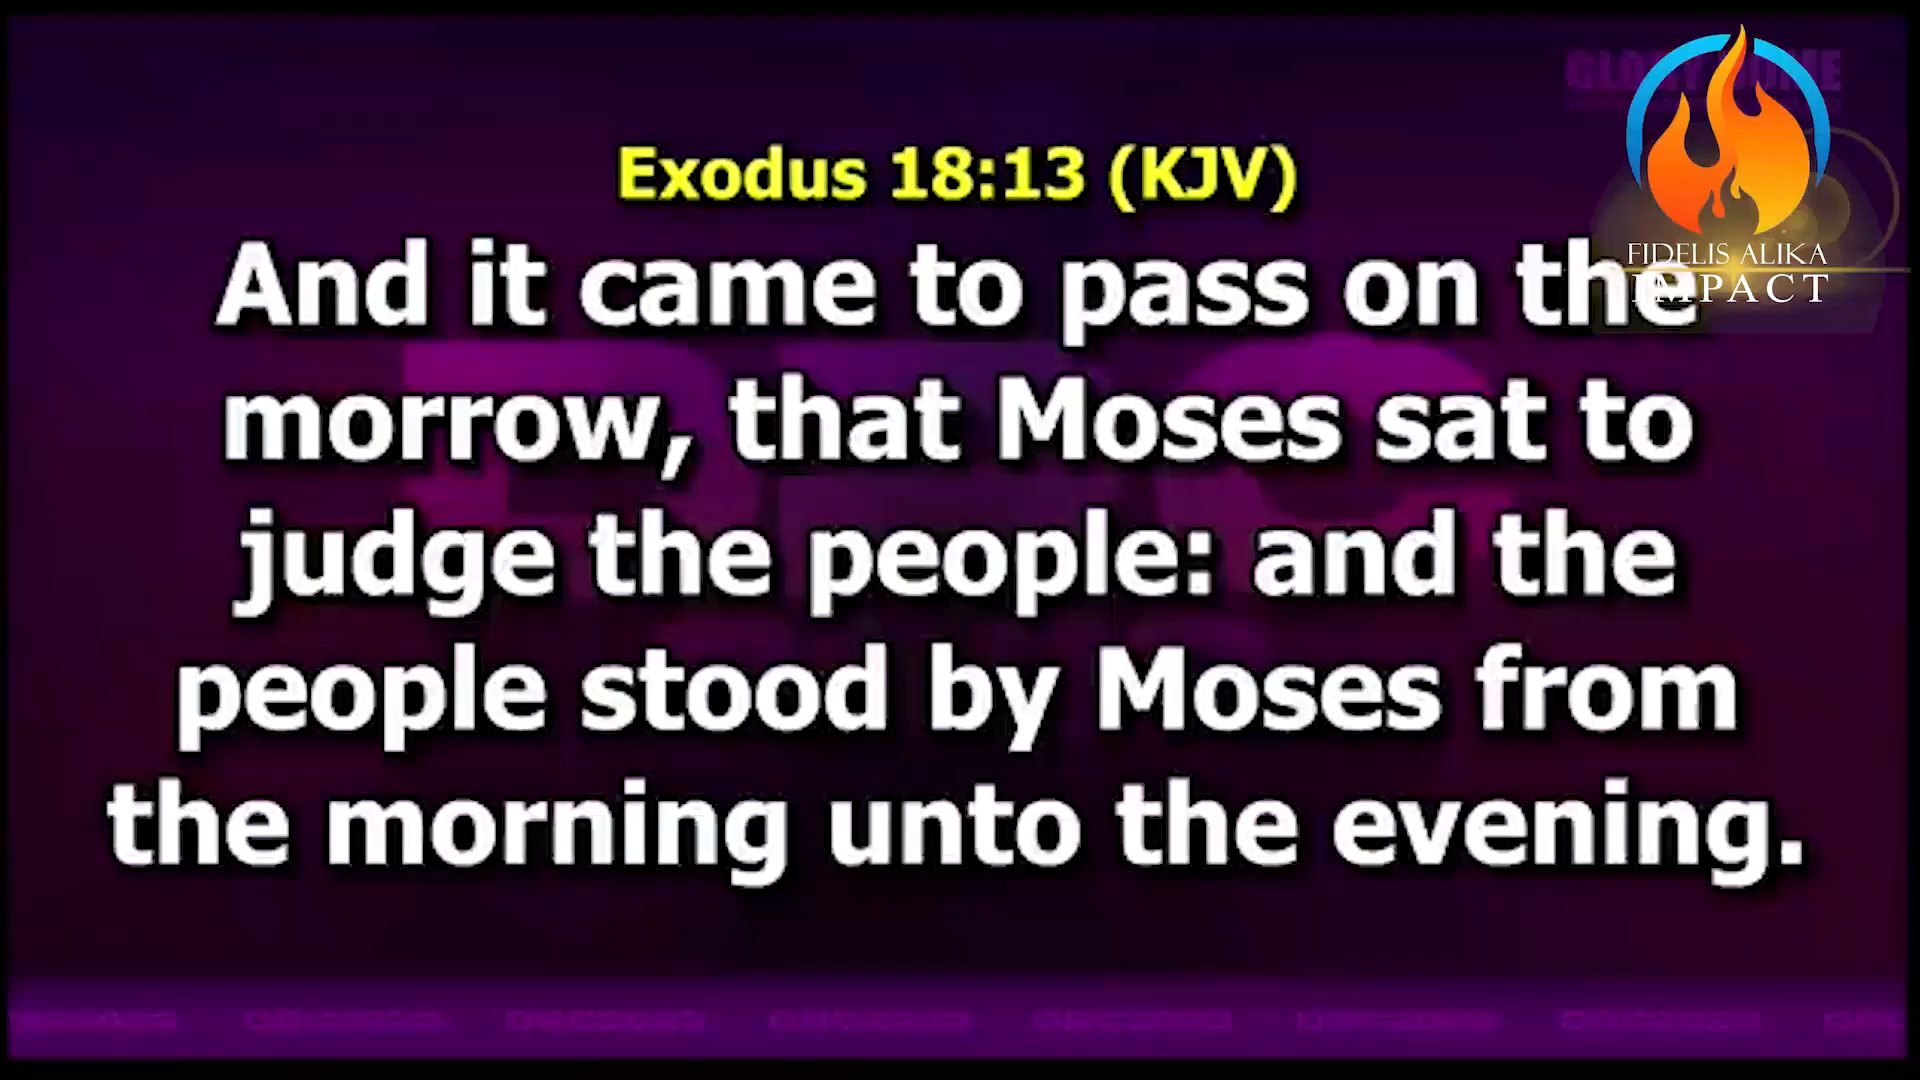 Exodus 18:13 (KJV)
And it came to pass on the
morrow, that Moses sat to
judge the people: and the
people stood by Moses from
the morning unto the evening.
FIDELIS ALIKA
IMPACT